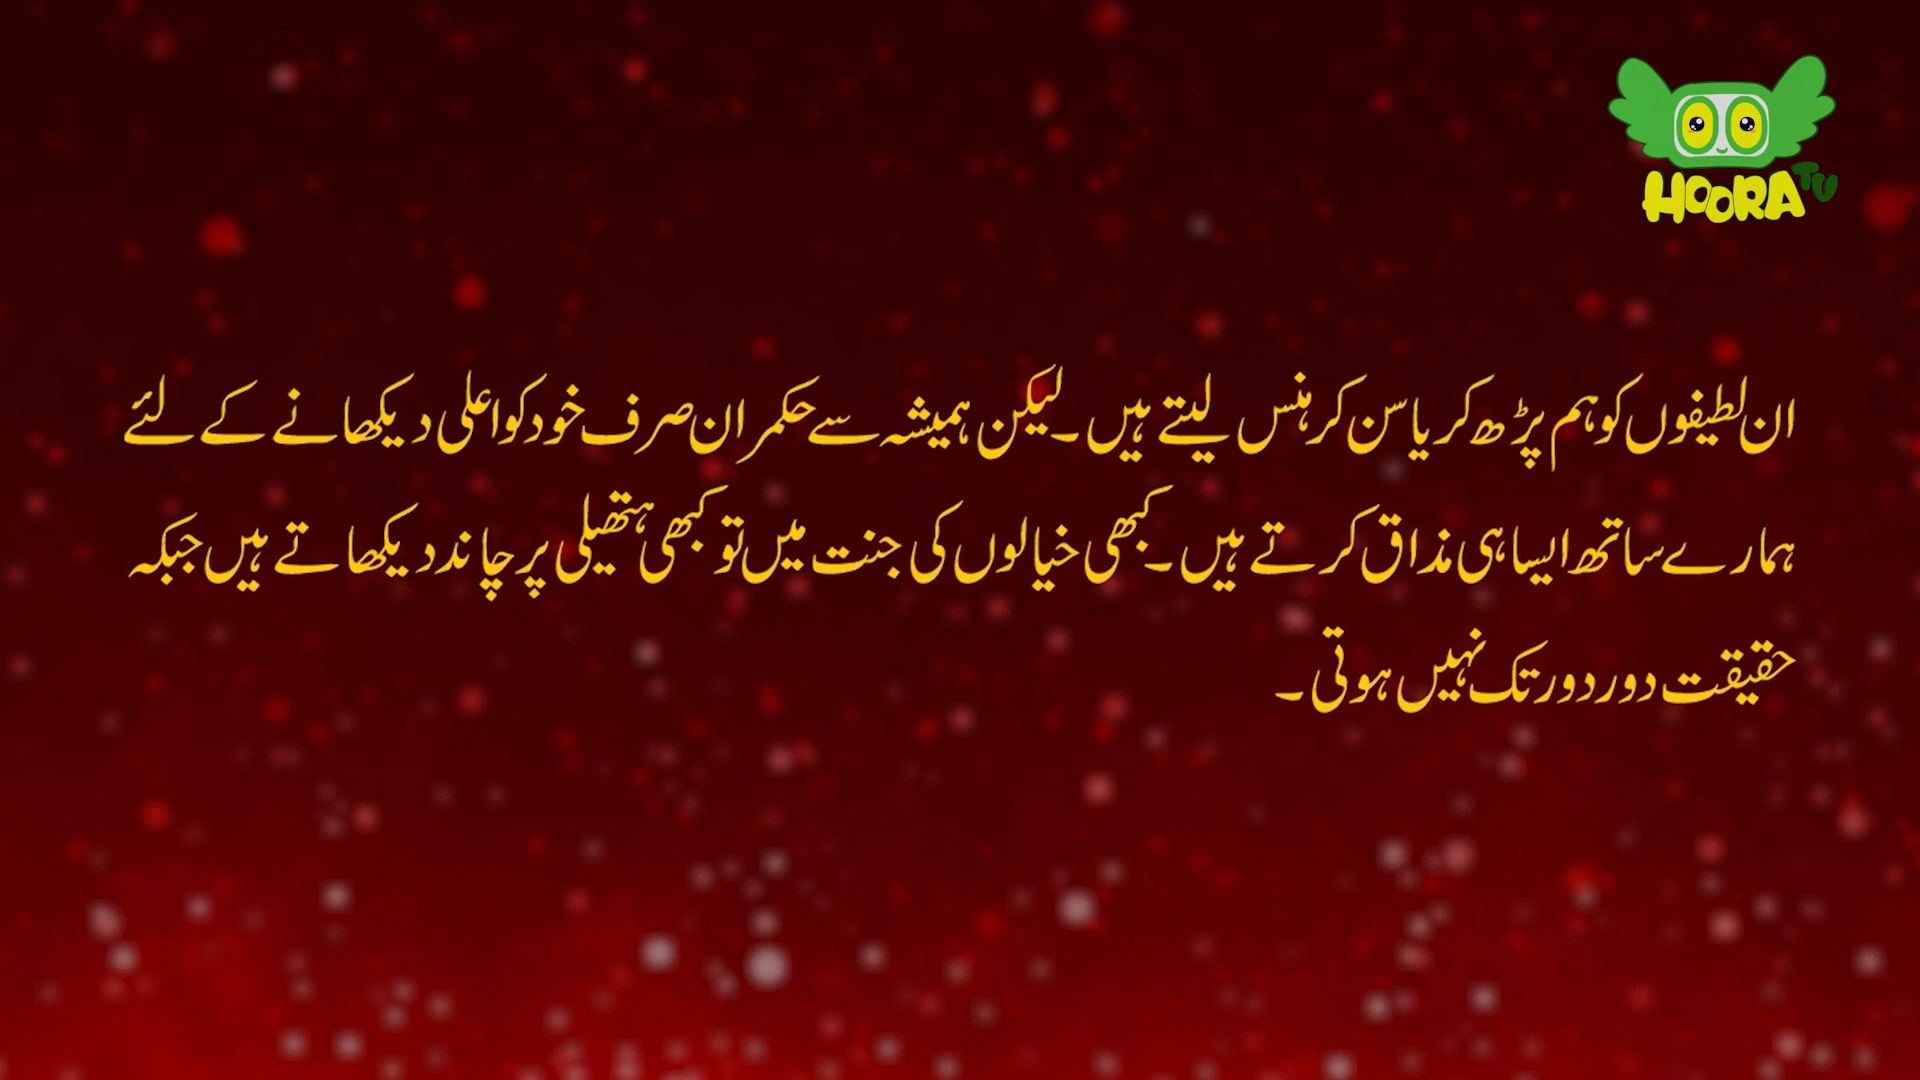 HOORA TV
ان لطیفوں کو ہم پڑھ کر یا سن کر ہنس لیتے ہیں۔ لیکن ہمیشہ سے حکمران صرف خود کو اعلی دیکھانے کے لئے
ہمارے ساتھ ایسا ہی مذاق کرتے ہیں۔ کبھی خیالوں کی جنت میں تو کبھی ہتھیلی پر چاند دیکھاتے ہیں جبکہ
حقیقت دور دور تک نہیں ہوتی۔